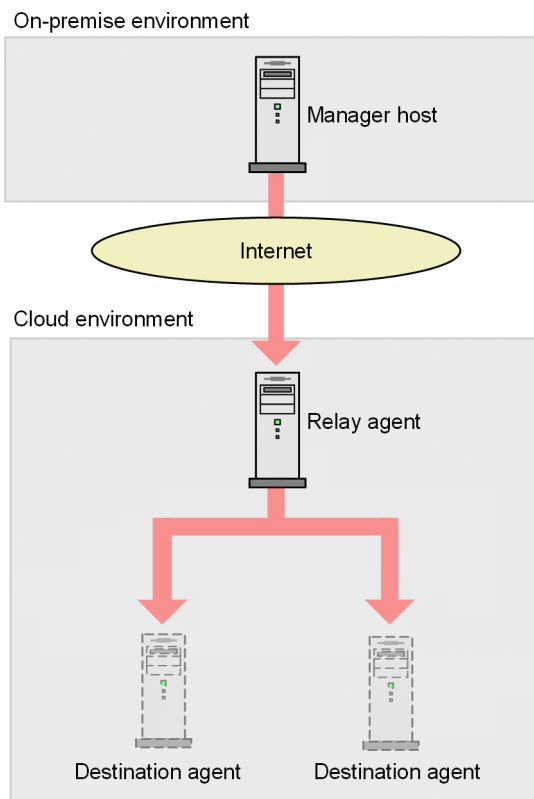 On-premise environment
Manager host
Internet
Cloud environment
Relay agent
Destination agent
Destination agent